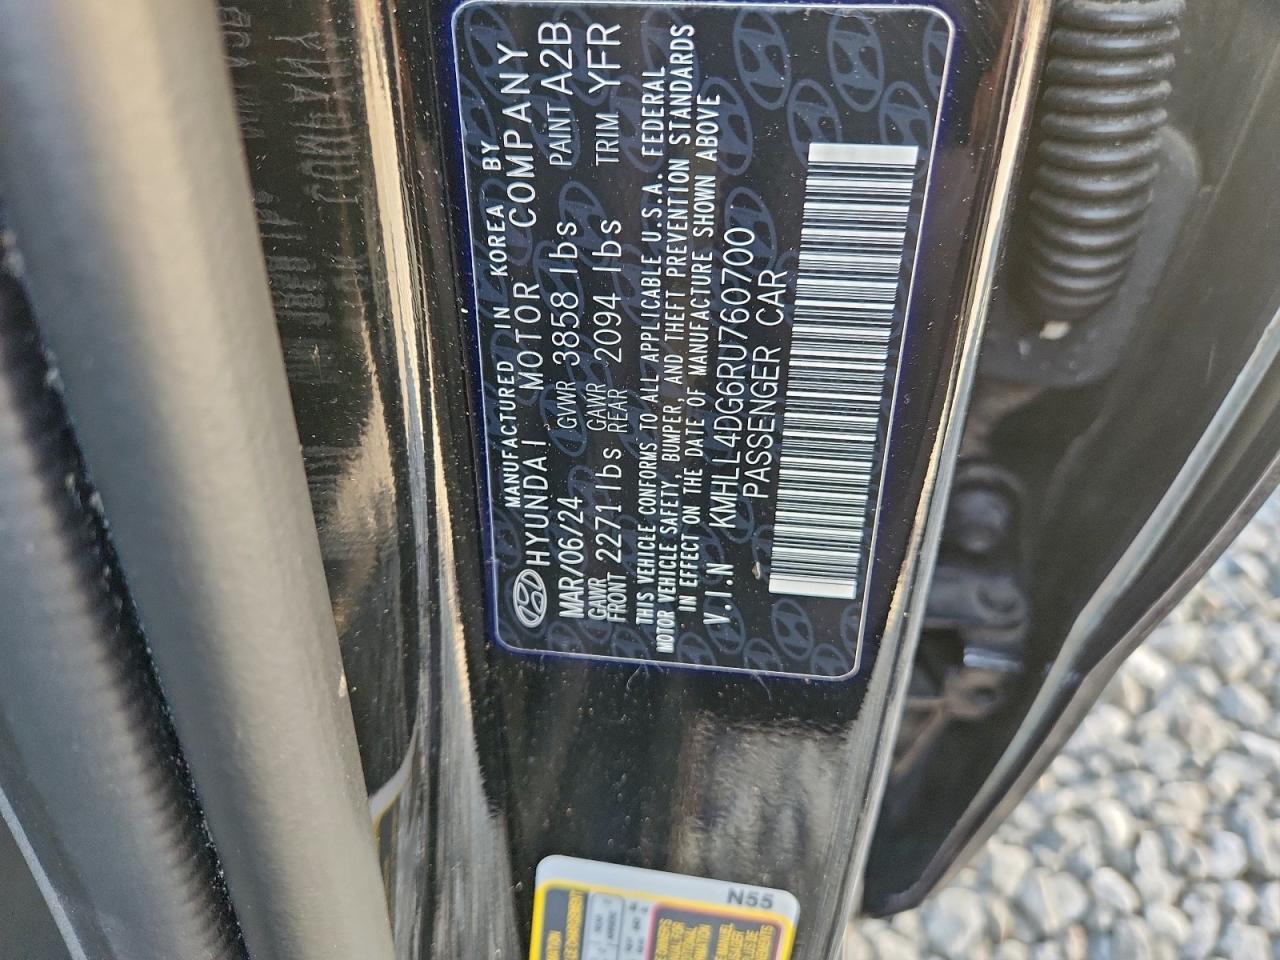 MANUFACTURED IN KOREA BY
HYUNDAI MOTOR COMPANY
MAR/06/24 GVWR 3858 lbs PAINT A2B
GAWR FRONT 2271 lbs GAWR REAR 2094 lbs TRIM YFR
THIS VEHICLE CONFORMS TO ALL APPLICABLE U.S.A. FEDERAL
MOTOR VEHICLE SAFETY, BUMPER, AND THEFT PREVENTION STANDARDS
IN EFFECT ON THE DATE OF MANUFACTURE SHOWN ABOVE
V.I.N KMHLL4DG6RU760700
PASSENGER CAR
N55